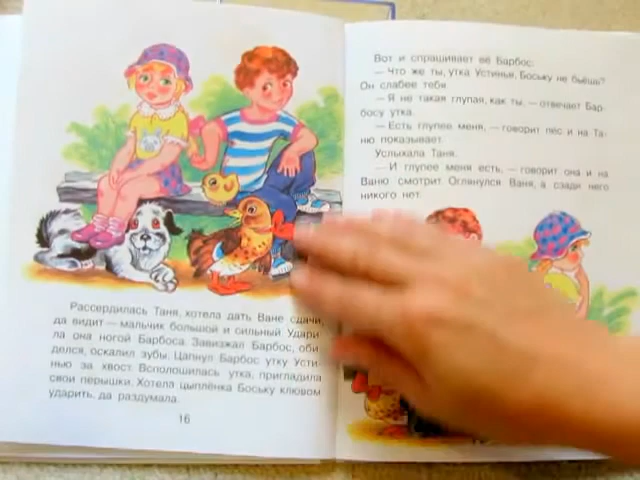 Рассердилась Таня, хотела дать Ване сдачи,
да видит — мальчик большой и сильный. Удари-
ла она ногой Барбоса. Завизжал Барбос, оби-
делся, оскалил зубы. Цапнул Барбос утку Усти-
нью за хвост. Всполошилась утка, пригладила
свои перышки. Хотела цыплёнка Боську клювом
ударить, да раздумала.
16
Вот и спрашивает её Барбос:
— Что же ты, утка Устинья, Боську не бьёшь?
Он слабее тебя.
— Я не такая глупая, как ты, — отвечает Бар-
босу утка.
— Есть глупее меня, — говорит пёс и на Та-
ню показывает.
Услыхала Таня.
— И глупее меня есть, — говорит она и на
Ваню смотрит. Оглянулся Ваня, а сзади него
никого нет.